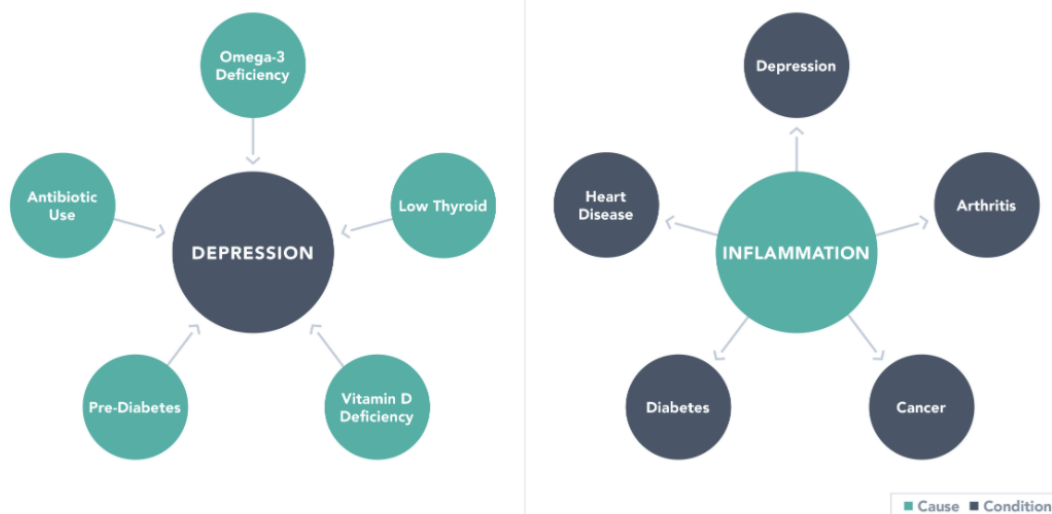 Omega-3
Deficiency
Antibiotic
Use
Low Thyroid
DEPRESSION
Pre-Diabetes
Vitamin D
Deficiency
Depression
Heart
Disease
Arthritis
INFLAMMATION
Diabetes
Cancer
Cause
Condition